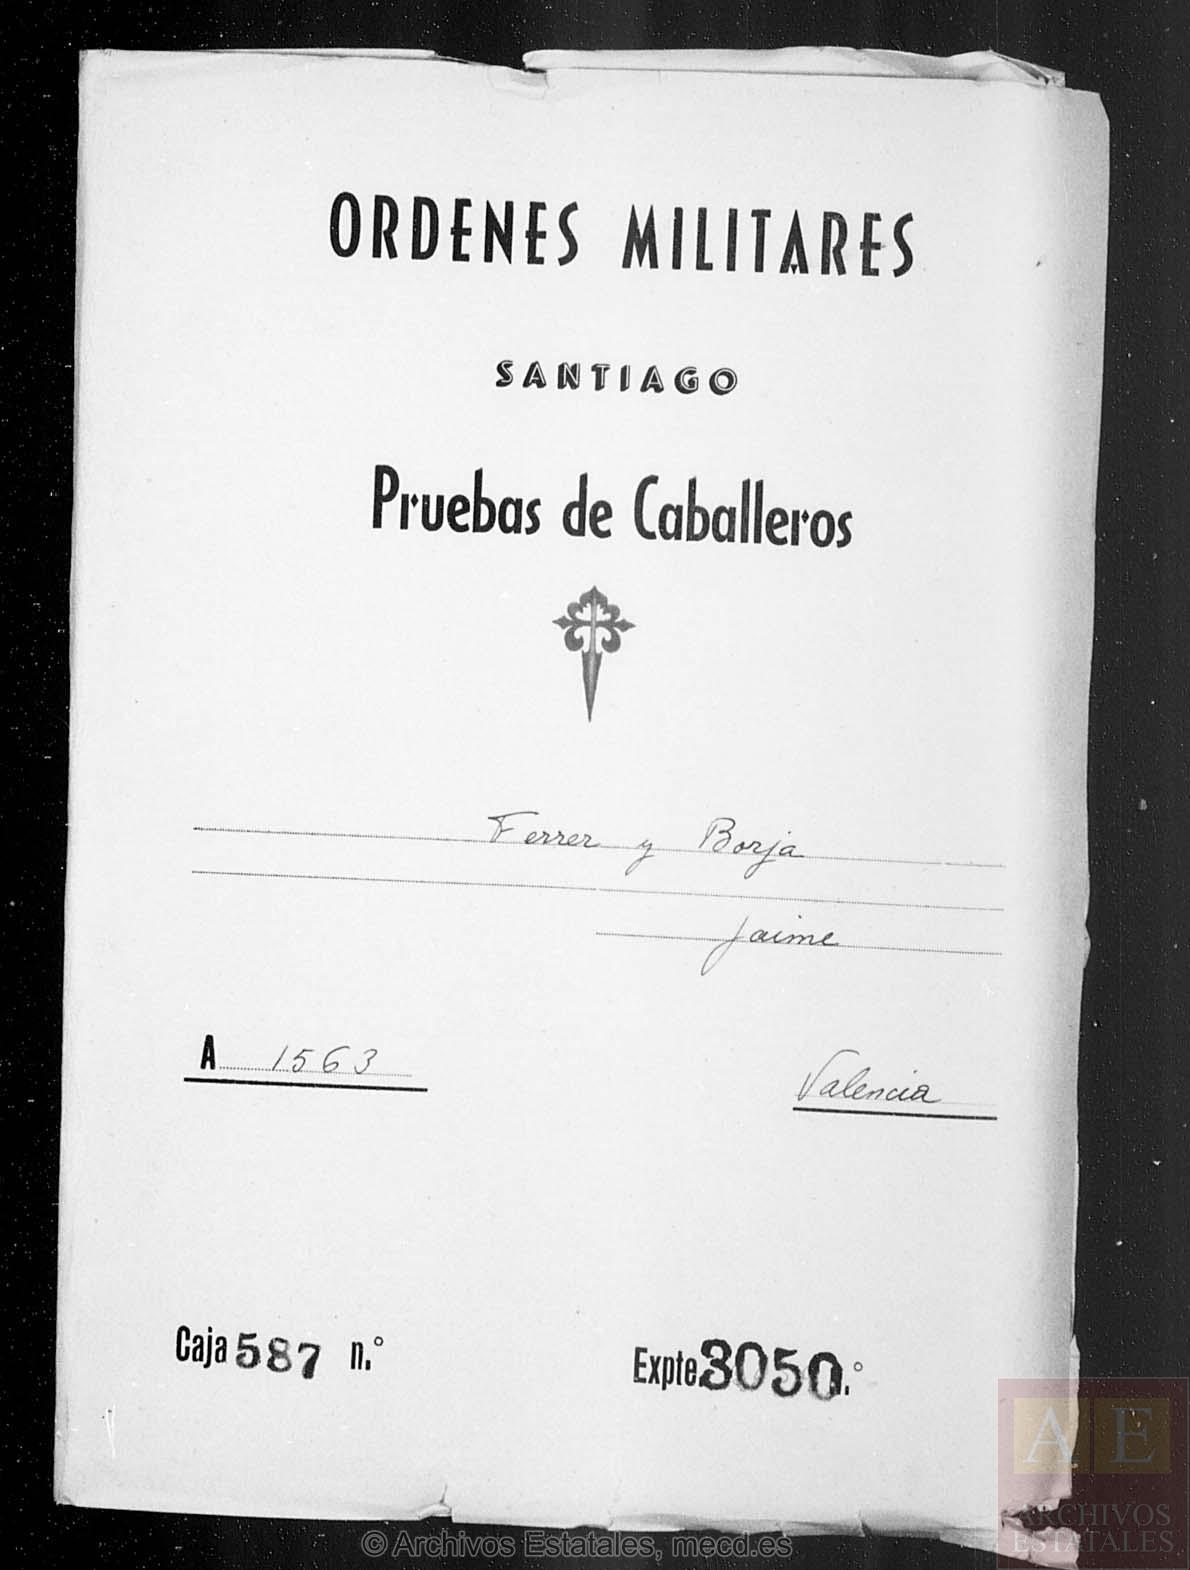 ORDENES MILITARES
SANTIAGO
Pruebas de Caballeros
Ferrer y Borja
Jaime
A 1563
Valencia
Caja 587 n.º
Expte 3050 .º
AE
ARCHIVOS
ESTATALES
© Archivos Estatales, mecd.es